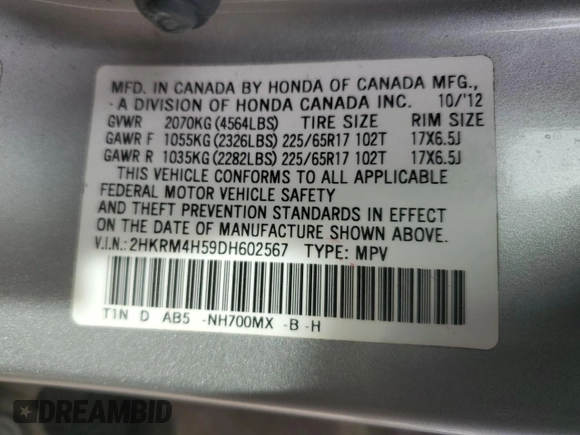 MFD. IN CANADA BY HONDA OF CANADA MFG.,
A DIVISION OF HONDA CANADA INC. 10/'12
GVWR 2070KG (4564LBS) TIRE SIZE RIM SIZE
GAWR F 1055KG (2326LBS) 225/65R17 102T 17X6.5J
GAWR R 1035KG (2282LBS) 225/65R17 102T 17X6.5J
THIS VEHICLE CONFORMS TO ALL APPLICABLE
FEDERAL MOTOR VEHICLE SAFETY
AND THEFT PREVENTION STANDARDS IN EFFECT
ON THE DATE OF MANUFACTURE SHOWN ABOVE.
V.I.N.: 2HKRM4H59DH602567 TYPE: MPV
T1N D AB5 -NH700MX -B -H
DREAMBID